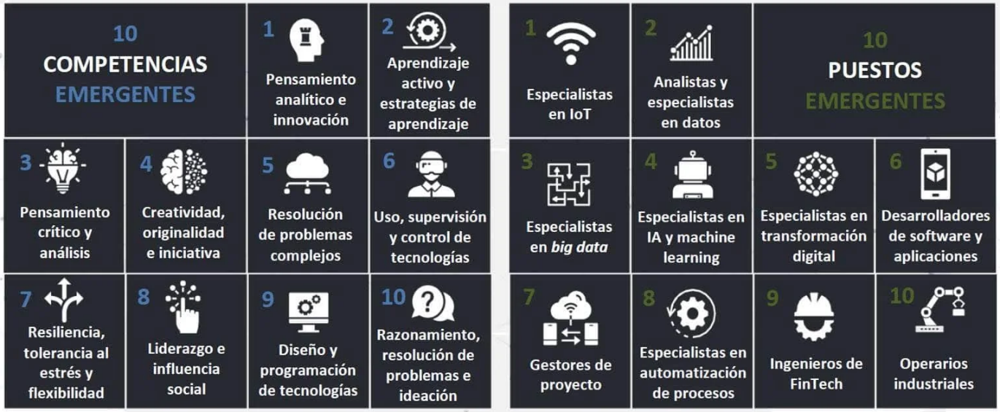 10
COMPETENCIAS
EMERGENTES
1
Pensamiento
analítico e
innovación
2
Aprendizaje
activo y
estrategias de
aprendizaje
3
Pensamiento
crítico y
análisis
4
Creatividad,
originalidad
e iniciativa
5
Resolución
de problemas
complejos
6
Uso, supervisión
y control de
tecnologías
7
Resiliencia,
tolerancia al
estrés y
flexibilidad
8
Liderazgo e
influencia
social
9
Diseño y
programación
de tecnologías
10
Razonamiento,
resolución de
problemas e
ideación
1
Especialistas
en IoT
2
Analistas y
especialistas
en datos
10
PUESTOS
EMERGENTES
3
Especialistas
en big data
4
Especialistas en
IA y machine
learning
5
Especialistas en
transformación
digital
6
Desarrolladores
de software y
aplicaciones
7
Gestores de
proyecto
8
Especialistas en
automatización
de procesos
9
Ingenieros de
FinTech
10
Operarios
industriales